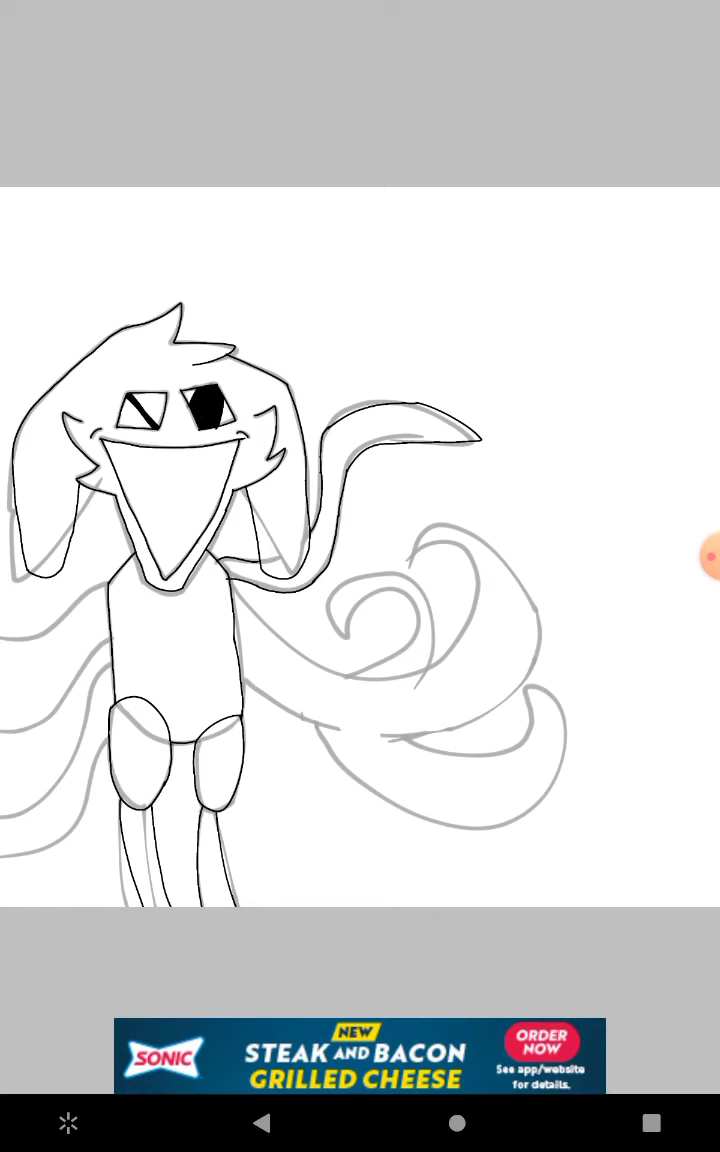 SONIC
NEW
STEAK AND BACON
GRILLED CHEESE
ORDER
NOW
See app/website
for details.